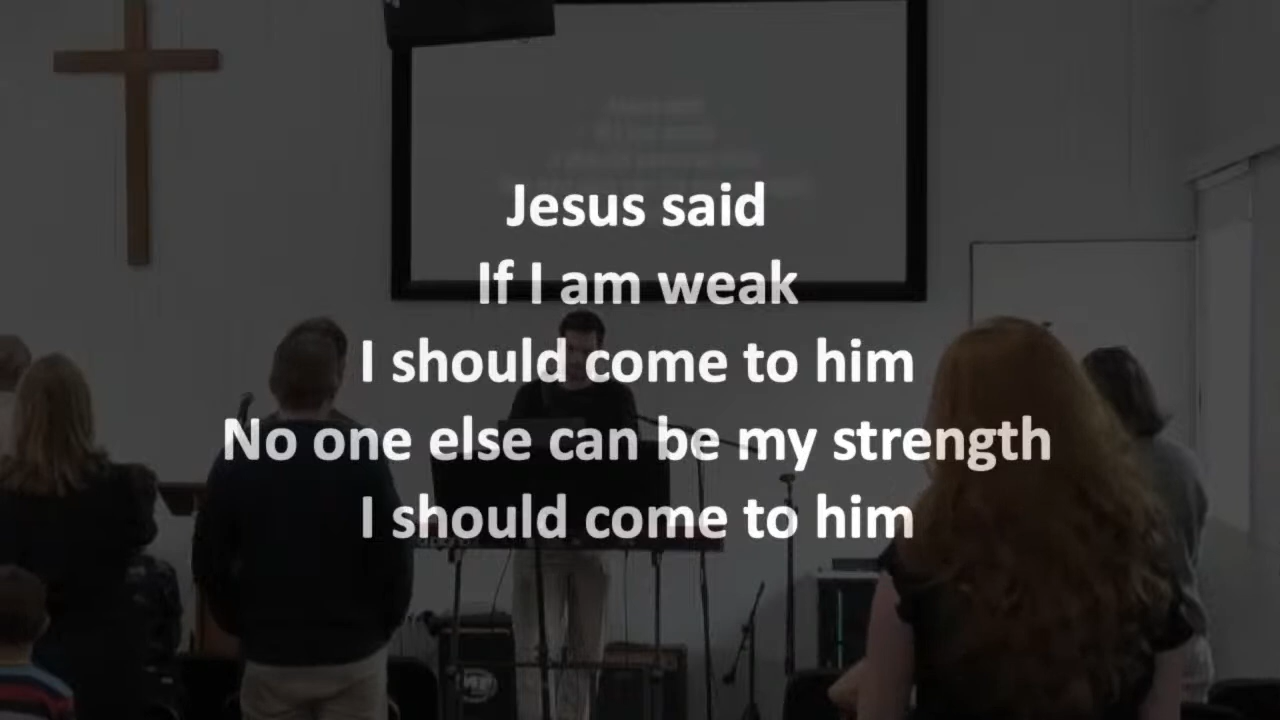 Jesus said
If I am weak
I should come to him
No one else can be my strength
I should come to him